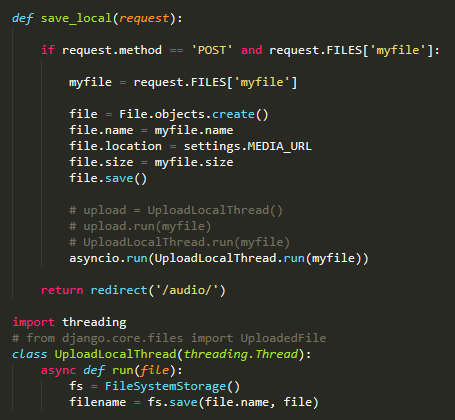 def save_local(request):
if request.method == 'POST' and request.FILES['myfile']:
myfile = request.FILES['myfile']
file = File.objects.create()
file.name = myfile.name
file.location = settings.MEDIA_URL
file.size = myfile.size
file.save()
# upload = UploadLocalThread()
# upload.run(myfile)
# UploadLocalThread.run(myfile)
asyncio.run(UploadLocalThread.run(myfile))
return redirect('/audio/')
import threading
# from django.core.files import UploadedFile
class UploadLocalThread(threading.Thread):
async def run(file):
fs = FileSystemStorage()
filename = fs.save(file.name, file)